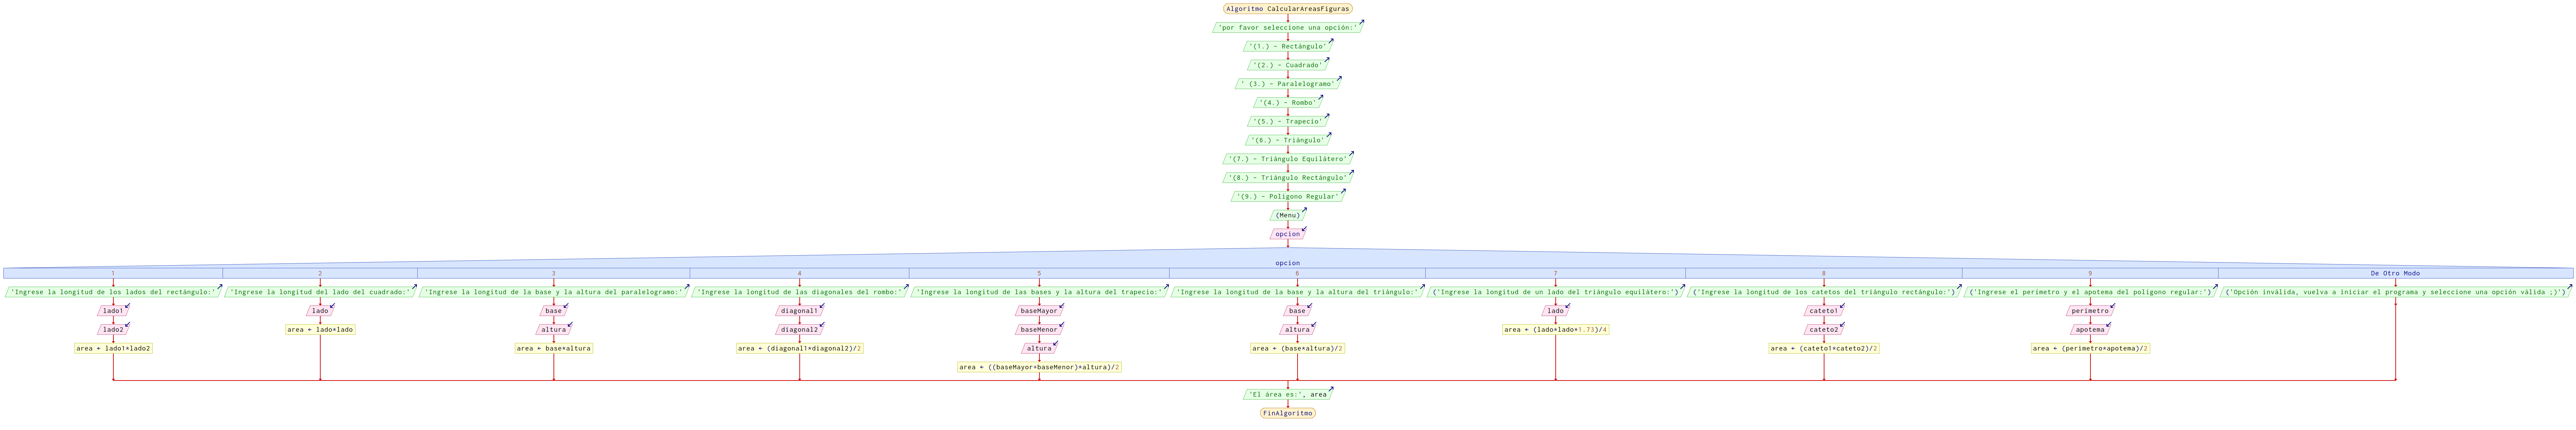 Algoritmo CalcularAreasFiguras
'por favor seleccione una opción:'
'(1.) - Rectángulo'
'(2.) - Cuadrado'
' (3.) - Paralelogramo'
'(4.) - Rombo'
'(5.) - Trapecio'
'(6.) - Triángulo'
'(7.) - Triángulo Equilátero'
'(8.) - Triángulo Rectángulo'
'(9.) - Polígono Regular'
(Menu)
opcion
opcion
1
'Ingrese la longitud de los lados del rectángulo:'
lado1
lado2
area ← lado1*lado2
2
'Ingrese la longitud del lado del cuadrado:'
lado
area ← lado*lado
3
'Ingrese la longitud de la base y la altura del paralelogramo:'
base
altura
area ← base*altura
4
'Ingrese la longitud de las diagonales del rombo:'
diagonal1
diagonal2
area ← (diagonal1*diagonal2)/2
5
'Ingrese la longitud de las bases y la altura del trapecio:'
baseMayor
baseMenor
altura
area ← ((baseMayor*baseMenor)*altura)/2
6
'Ingrese la longitud de la base y la altura del triángulo:'
base
altura
area ← (base*altura)/2
7
('Ingrese la longitud de un lado del triángulo equilátero:')
lado
area ← (lado*lado*1.73)/4
8
('Ingrese la longitud de los catetos del triángulo rectángulo:')
cateto1
cateto2
area ← (cateto1*cateto2)/2
9
('Ingrese el perímetro y el apotema del polígono regular:')
perimetro
apotema
area ← (perimetro*apotema)/2
De Otro Modo
('Opción inválida, vuelva a iniciar el programa y seleccione una opción válida ;)')
'El área es:', area
FinAlgoritmo